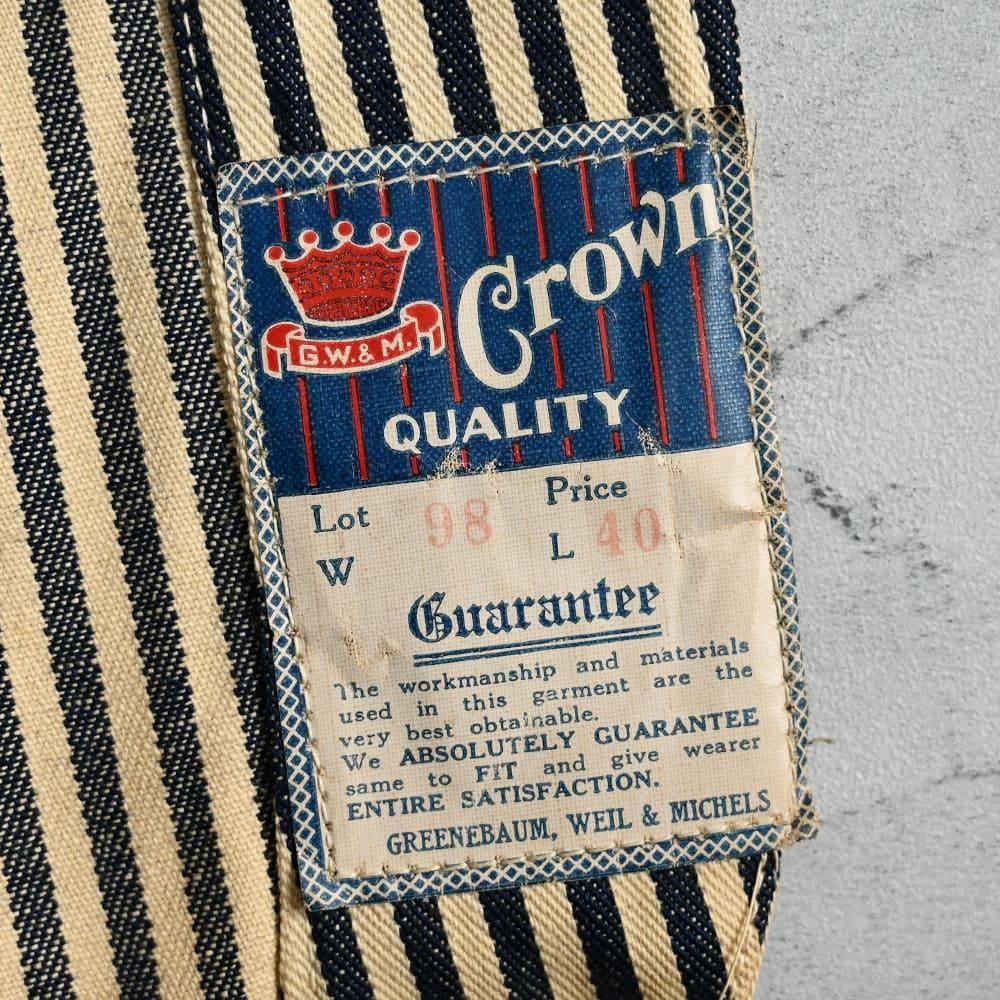 Crown
G.W.& M.
QUALITY
Lot 98 Price
W L 40
Guarantee
The workmanship and materials
used in this garment are the
very best obtainable.
We ABSOLUTELY GUARANTEE
same to FIT and give wearer
ENTIRE SATISFACTION.
GREENEBAUM, WEIL & MICHELS